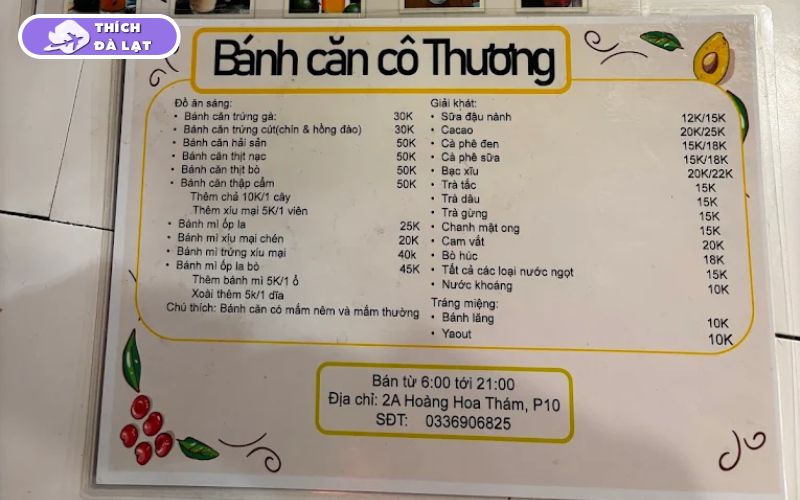 THÍCH
ĐÀ LẠT
Bánh căn cô Thương
Đồ ăn sáng:
• Bánh căn trứng gà: 30K
• Bánh căn trứng cút(chín & hồng đào) 30K
• Bánh căn hải sản 50K
• Bánh căn thịt nạc 50K
• Bánh căn thịt bò 50K
• Bánh căn thập cẩm 50K
Thêm chả 10K/1 cây
Thêm xíu mại 5K/1 viên
• Bánh mì ốp la 25K
• Bánh mì xịu mại chén 20K
• Bánh mì trứng xíu mại 40k
• Bánh mì ốp la bò 45K
Thêm bánh mì 5K/1 ổ
Xoài thêm 5k/1 dĩa
Chú thích: Bánh căn có mắm nêm và mắm thường
Giải khát:
• Sữa đậu nành 12K/15K
• Cacao 20K/25K
• Cà phê đen 15K/18K
• Cà phê sữa 15K/18K
• Bạc xĩu 20K/22K
• Trà tắc 15K
• Trà dâu 15K
• Trà gừng 15K
• Chanh mật ong 15K
• Cam vắt 20K
• Bò húc 18K
• Tất cả các loại nước ngọt 15K
• Nước khoáng 10K
Tráng miệng:
• Bánh lăng 10K
• Yaout 10K
Bán từ 6:00 tới 21:00
Địa chỉ: 2A Hoàng Hoa Thám, P10
SĐT: 0336906825